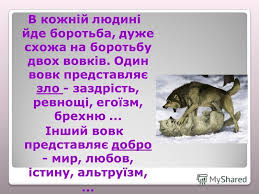 В кожній людині
йде боротьба, дуже
схожа на боротьбу
двох вовків. Один
вовк представляє
зло - заздрість,
ревнощі, егоїзм,
брехню ...
Інший вовк
представляє добро
- мир, любов,
істину, альтруїзм,
...
MyShared